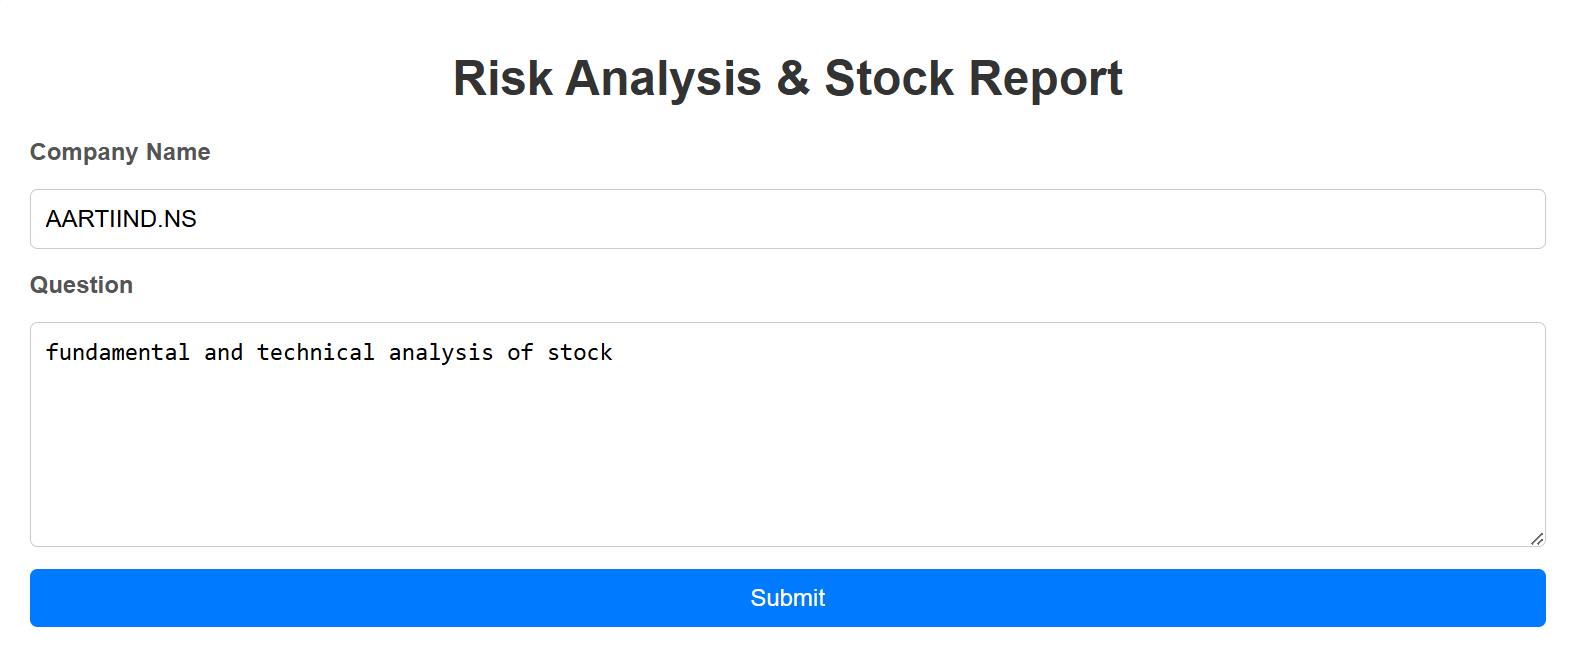 Risk Analysis & Stock Report
Company Name
AARTIIND.NS
Question
fundamental and technical analysis of stock
Submit